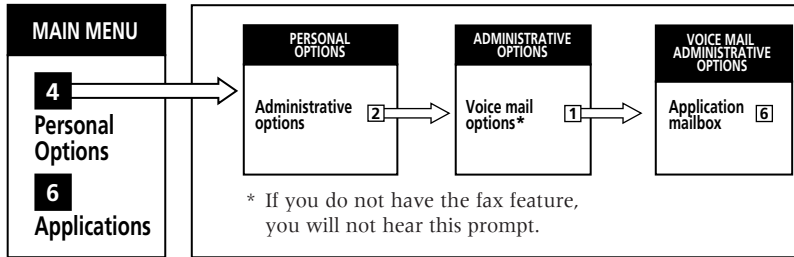 MAIN MENU
4
Personal
Options
6
Applications
PERSONAL
OPTIONS
Administrative
options
2
ADMINISTRATIVE
OPTIONS
Voice mail
options*
1
VOICE MAIL
ADMINISTRATIVE
OPTIONS
Application
mailbox
6
* If you do not have the fax feature,
you will not hear this prompt.